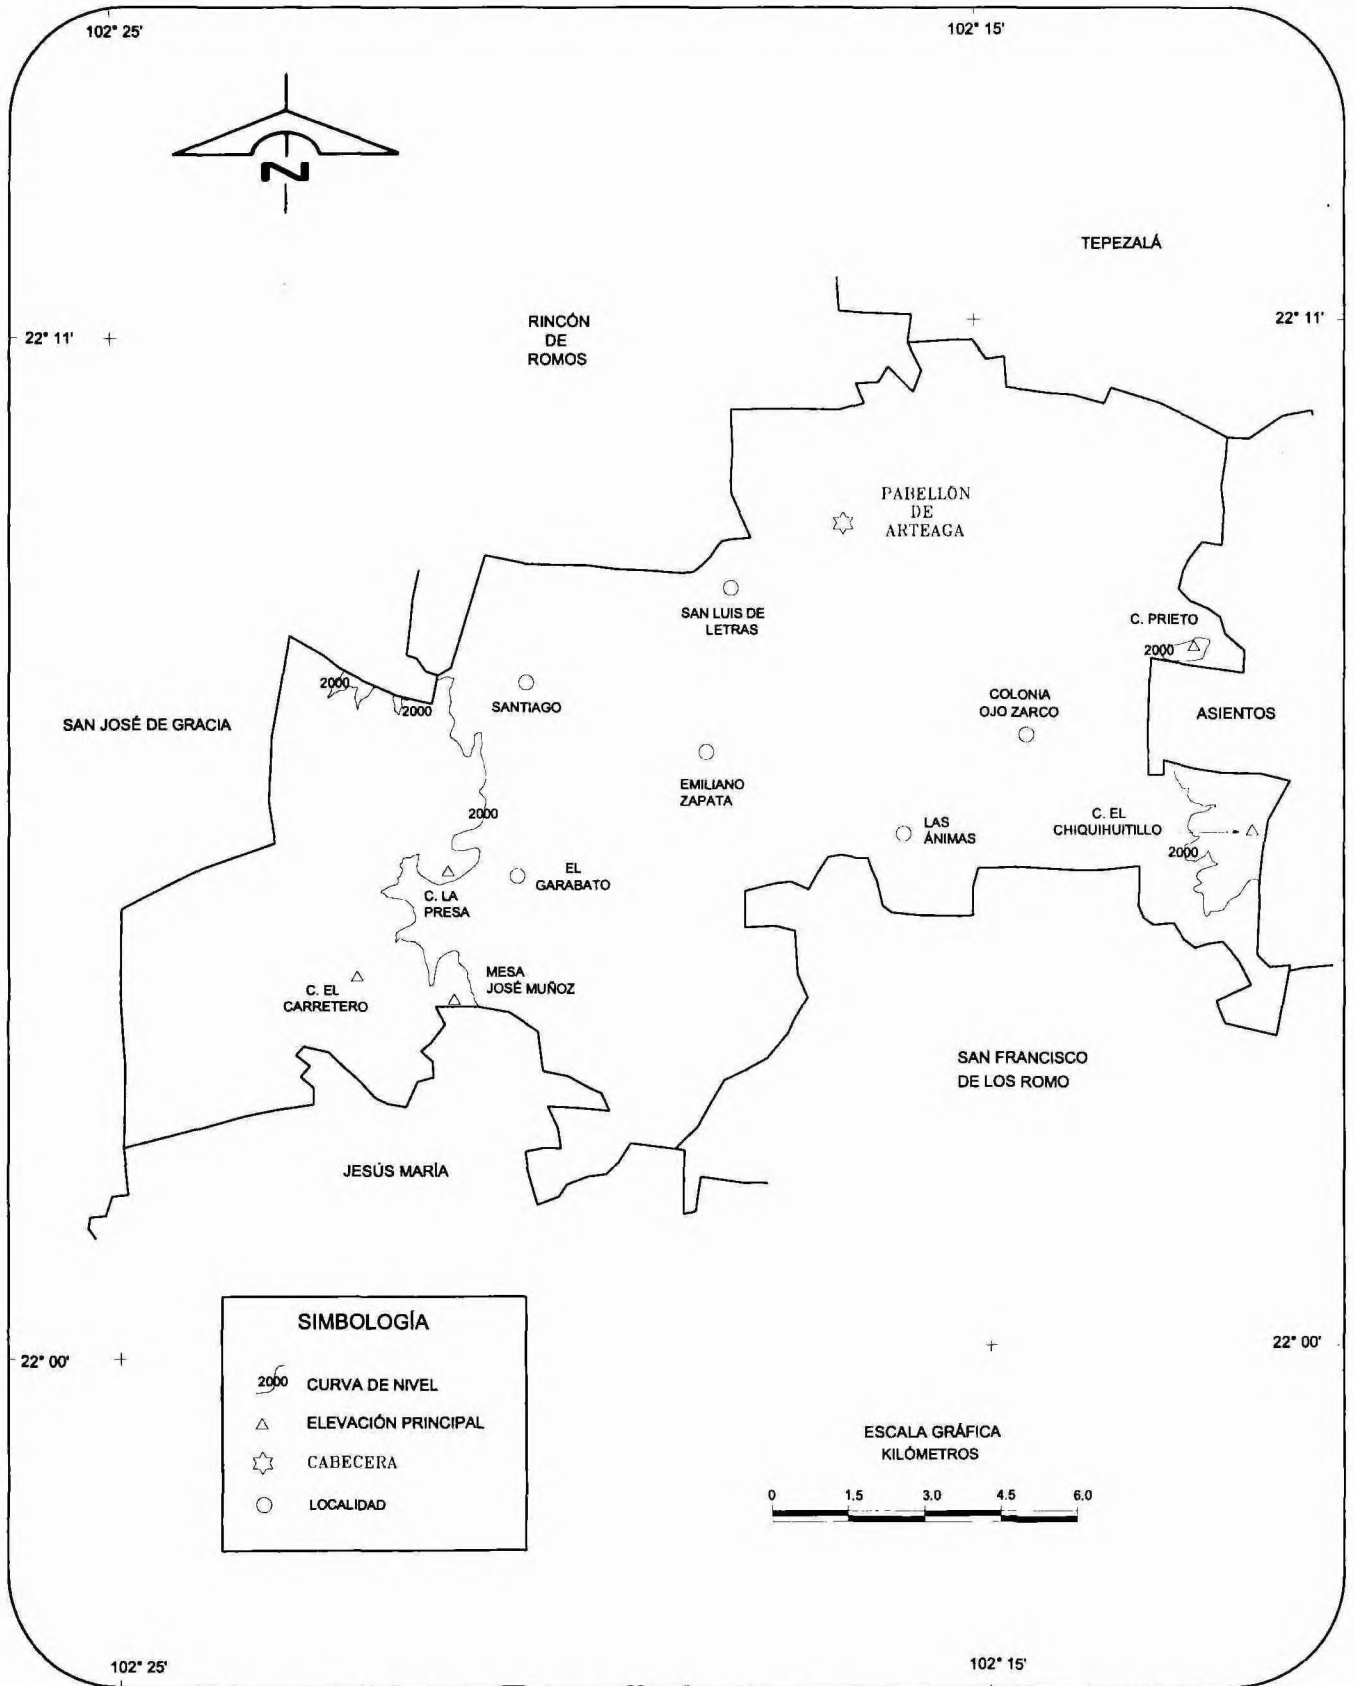 102° 25'
102° 15'
N
TEPEZALÁ
RINCÓN
DE
ROMOS
22° 11'
22° 11'
PABELLÓN
DE
ARTEAGA
SAN LUIS DE
LETRAS
C. PRIETO
2000
2000
2000
SANTIAGO
COLONIA
OJO ZARCO
ASIENTOS
SAN JOSÉ DE GRACIA
EMILIANO
ZAPATA
2000
LAS
ÁNIMAS
C. EL
CHIQUIHUITILLO
2000
EL
GARABATO
C. LA
PRESA
MESA
JOSÉ MUÑOZ
C. EL
CARRETERO
SAN FRANCISCO
DE LOS ROMO
JESÚS MARÍA
SIMBOLOGÍA
2000 CURVA DE NIVEL
ELEVACIÓN PRINCIPAL
CABECERA
LOCALIDAD
22° 00'
22° 00'
ESCALA GRÁFICA
KILÓMETROS
0 1.5 3.0 4.5 6.0
102° 25'
102° 15'